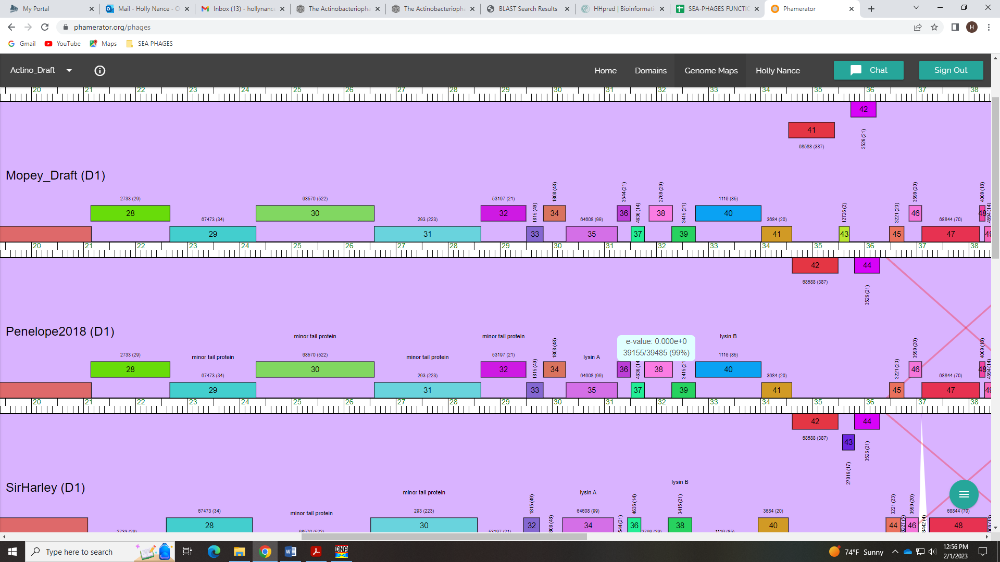 My Portal
Mail - Holly Nance - O
Inbox (13) - hollynance
The Actinobacteriopha
The Actinobacteriopha
BLAST Search Results
HHpred | Bioinformati
SEA-PHAGES FUNCTIO
Phamerator
phamerator.org/phages
H
Gmail
YouTube
Maps
SEA PHAGES
Actino_Draft
Home
Domains
Genome Maps
Holly Nance
Chat
Sign Out
20 21 22 23 24 25 26 27 28 29 30 31 32 33 34 35 36 37 38
42
41
3526 (21)
68588 (387)
Mopey_Draft (D1)
1808 (48)
3544 (21)
2769 (29)
3599 (20)
4009 (18)
2733 (29)
68570 (522)
53197 (21)
1116 (85)
28
30
32
34
36
38
40
46
48
1815 (49)
4636 (14)
3415 (21)
12726 (2)
3221 (23)
4594 (14)
67473 (34)
293 (223)
64608 (99)
3684 (20)
68844 (70)
29
31
33
35
37
39
41
43
45
47
49
20 21 22 23 24 25 26 27 28 29 30 31 32 33 34 35 36 37 38
42
44
68588 (387)
3526 (21)
Penelope2018 (D1)
minor tail protein
minor tail protein
lysin B
e-value: 0.000e+0
39155/39485 (99%)
1808 (48)
3599 (20)
4009 (18)
2733 (29)
68570 (522)
53197 (21)
1116 (85)
minor tail protein
minor tail protein
lysin A
28
30
32
34
36
38
40
46
48
1815 (49)
4636 (14)
3415 (21)
3221 (23)
4594 (14)
67473 (34)
293 (223)
64608 (99)
3684 (20)
68844 (70)
29
31
33
35
37
39
41
45
47
49
20 21 22 23 24 25 26 27 28 29 30 31 32 33 34 35 36 37 38
42
44
68588 (387)
43
3526 (21)
27816 (17)
SirHarley (D1)
lysin B
minor tail protein
lysin A
1815 (49)
4636 (14)
3415 (21)
3221 (23)
3599 (20)
67473 (34)
minor tail protein
293 (223)
64608 (99)
3684 (20)
68844 (70)
28
30
32
34
36
38
40
44
46
48
2733 (29)
68570 (522)
53197 (21)
2769 (29)
1116 (85)
Type here to search
DNA
74°F Sunny
12:56 PM
2/1/2023